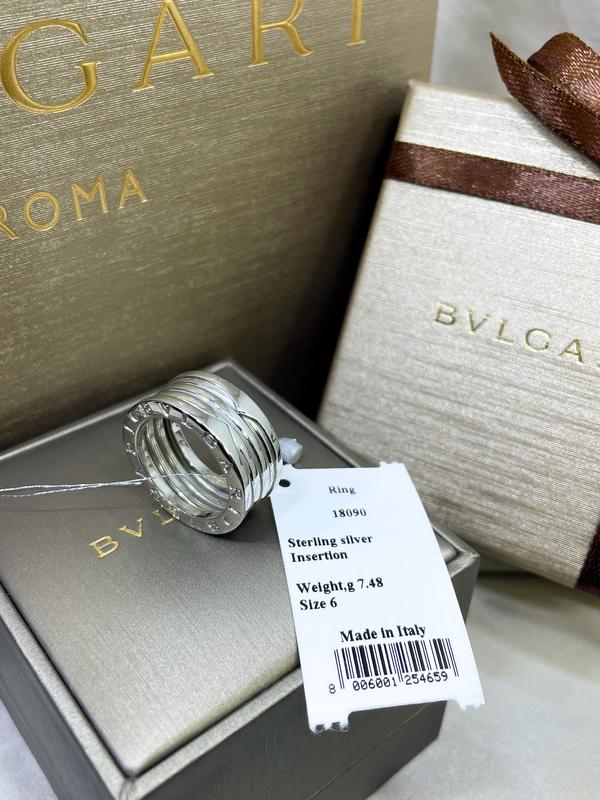 GARI
ROMA
BVLGA
BVL
Ring
18090
Sterling silver
Insertion
Weight,g 7.48
Size 6
Made in Italy
8 006001 254659